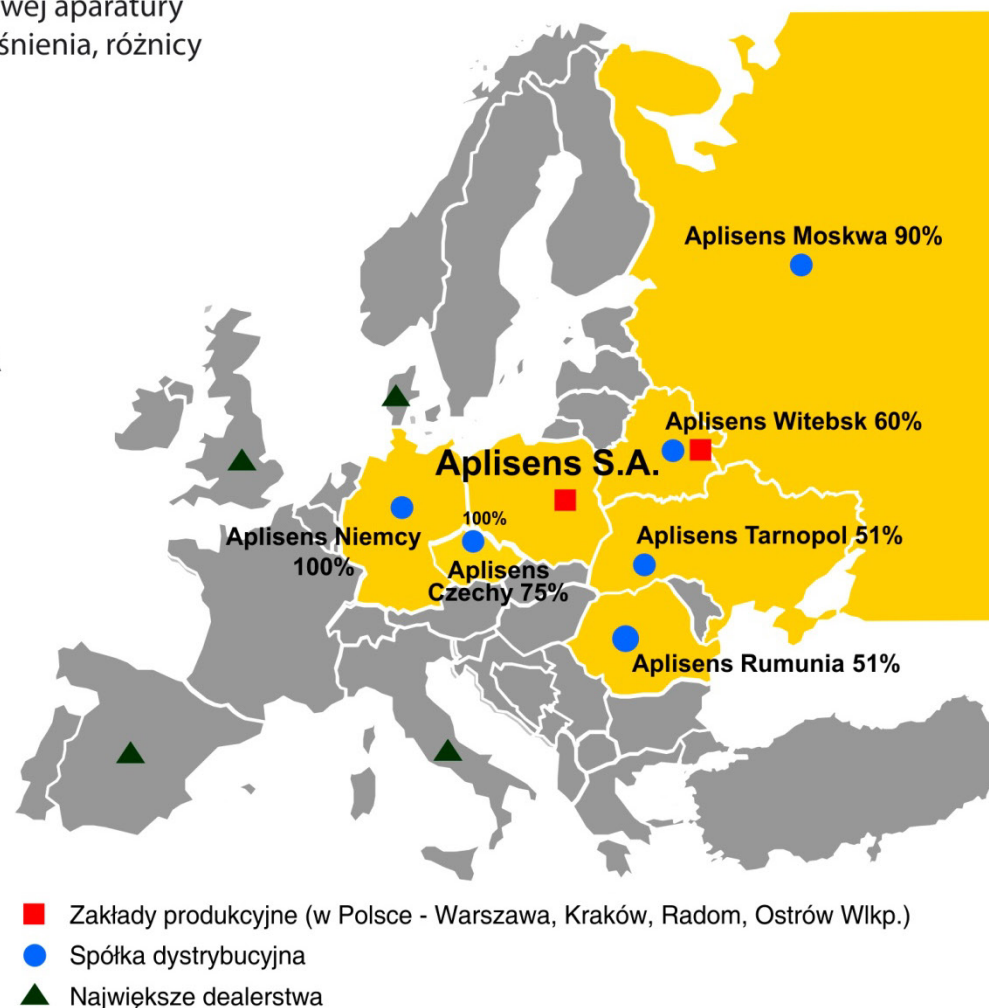 wej aparatury
śnienia, różnicy
Aplisens Moskwa 90%
Aplisens Witebsk 60%
Aplisens S.A.
100%
Aplisens Niemcy
100%
Aplisens
Czechy 75%
Aplisens Tarnopol 51%
Aplisens Rumunia 51%
Zakłady produkcyjne (w Polsce - Warszawa, Kraków, Radom, Ostrów Wlkp.)
Spółka dystrybucyjna
Największe dealerstwa